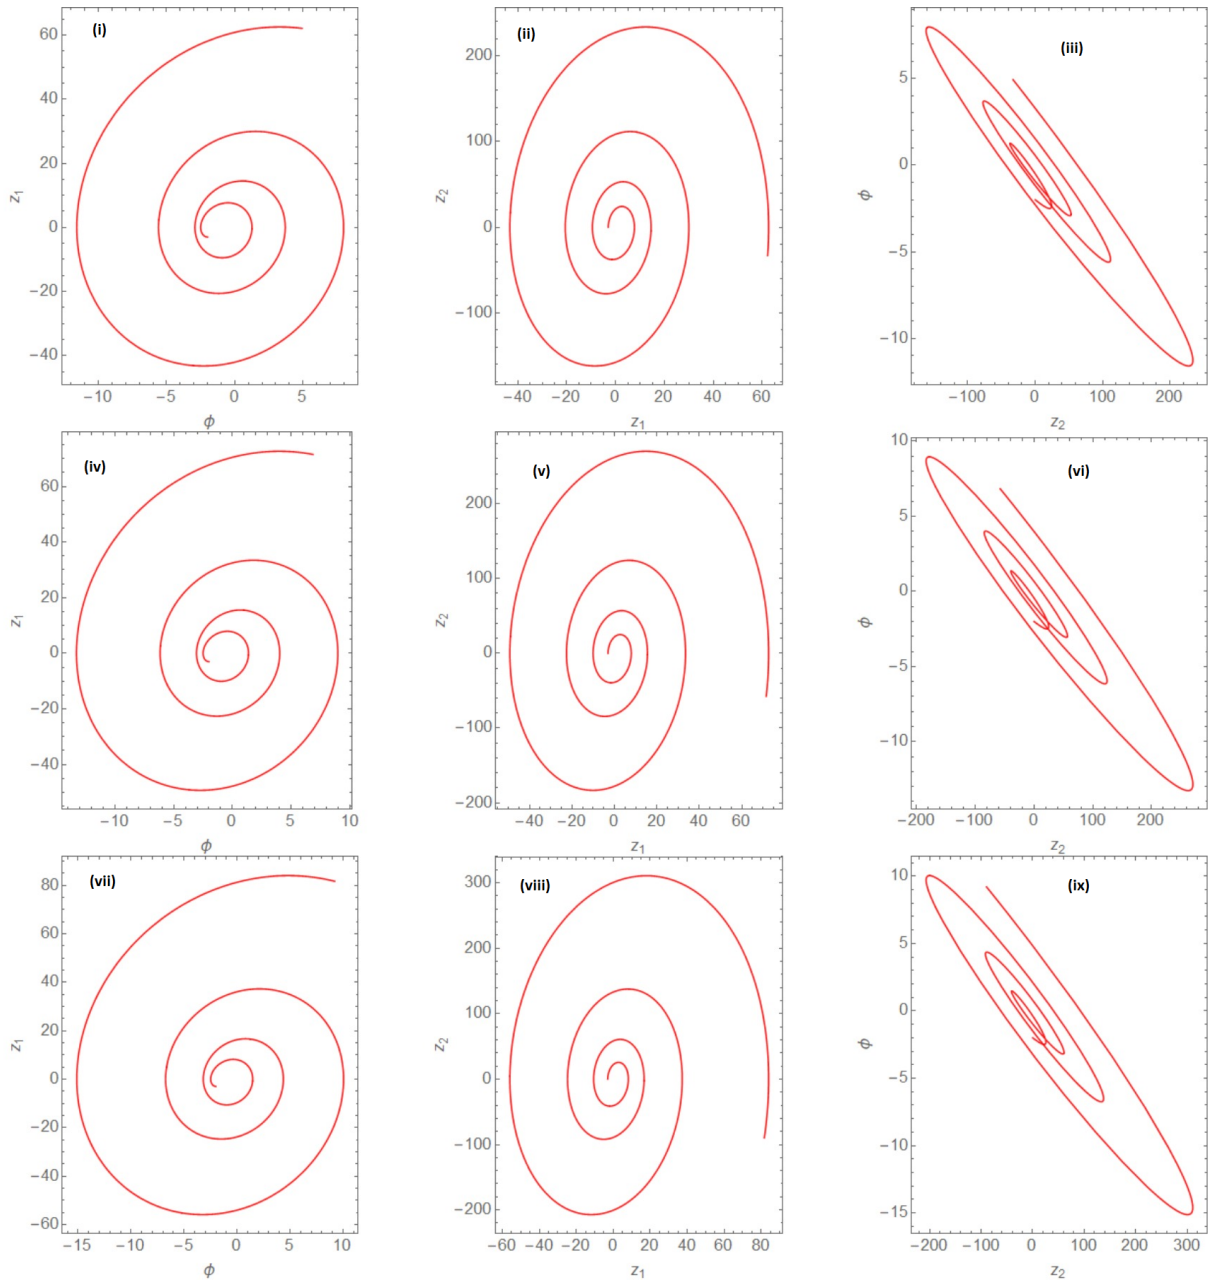 (i)
60
40
20
0
−20
−40
z1
−10 −5 0 5
ϕ
(ii)
200
100
0
−100
z2
−40 −20 0 20 40 60
z1
(iii)
5
0
−5
−10
ϕ
−100 0 100 200
z2
(iv)
60
40
20
0
−20
−40
z1
−10 −5 0 5 10
ϕ
(v)
200
100
0
−100
−200
z2
−40 −20 0 20 40 60
z1
(vi)
10
5
0
−5
−10
ϕ
−200 −100 0 100 200
z2
(vii)
80
60
40
20
0
−20
−40
−60
z1
−15 −10 −5 0 5 10
ϕ
(viii)
300
200
100
0
−100
−200
z2
−60 −40 −20 0 20 40 60 80
z1
(ix)
10
5
0
−5
−10
−15
ϕ
−200 −100 0 100 200 300
z2